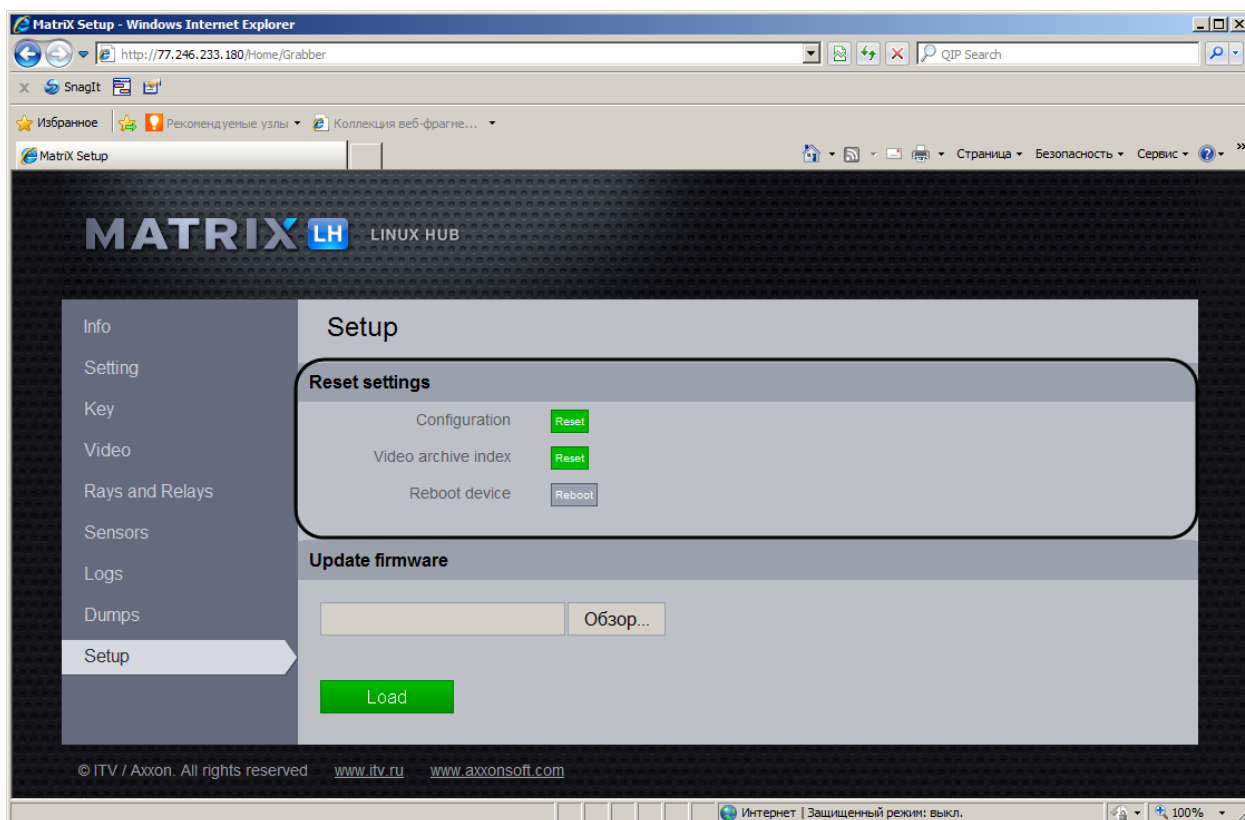 MatriX Setup - Windows Internet Explorer
http://77.246.233.180/Home/Grabber
QIP Search
x SnagIt
Избранное Рекомендуемые узлы Коллекция веб-фрагме...
MatriX Setup
Страница Безопасность Сервис »
MATRIX LH LINUX HUB
Info
Setting
Key
Video
Rays and Relays
Sensors
Logs
Dumps
Setup
Setup
Reset settings
Configuration Reset
Video archive index Reset
Reboot device Reboot
Update firmware
Обзор...
Load
© ITV / Axxon. All rights reserved www.itv.ru www.axxonsoft.com
Интернет | Защищенный режим: выкл. 100%